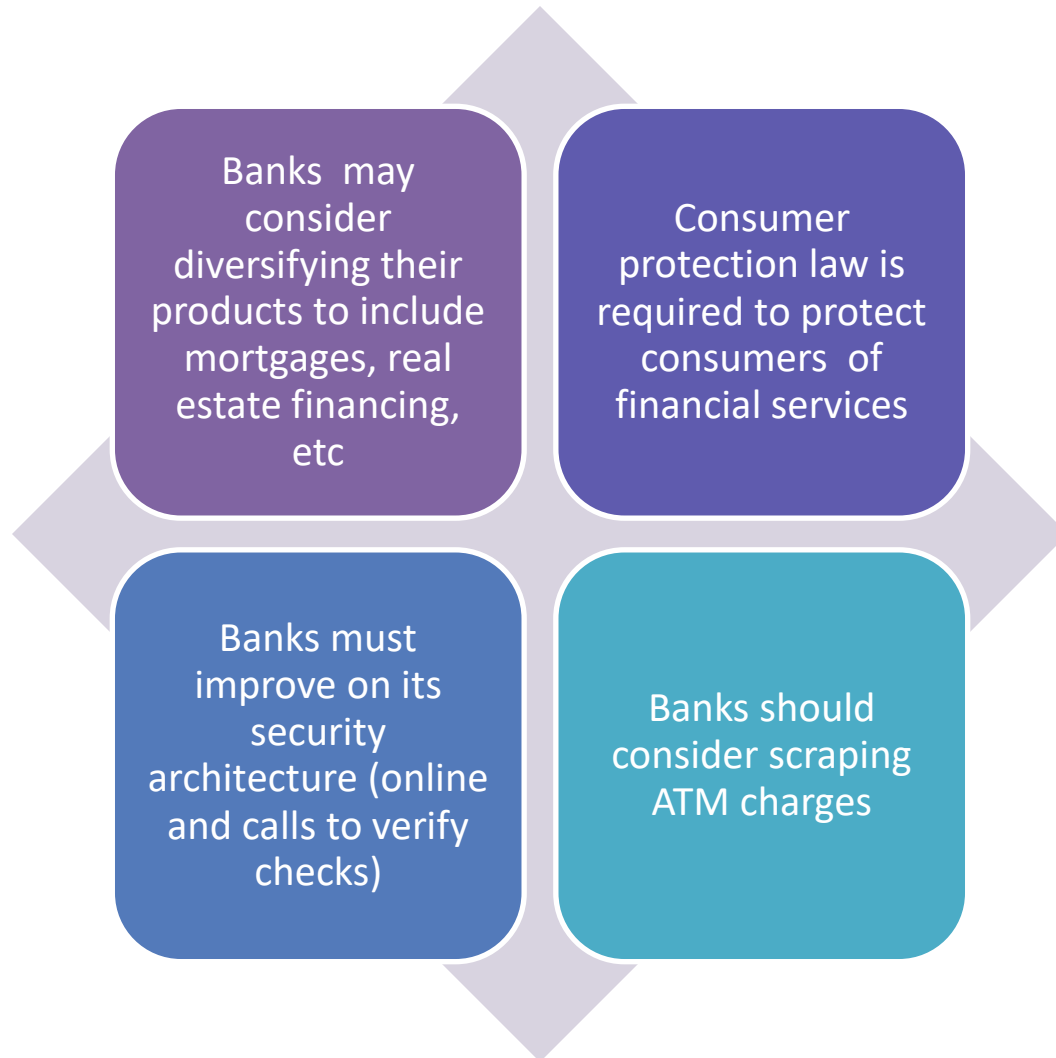 Banks  may
consider
diversifying their
products to include
mortgages, real
estate financing,
etc
Consumer
protection law is
required to protect
consumers  of
financial services
Banks must
improve on its
security
architecture (online
and calls to verify
checks)
Banks should
consider scraping
ATM charges